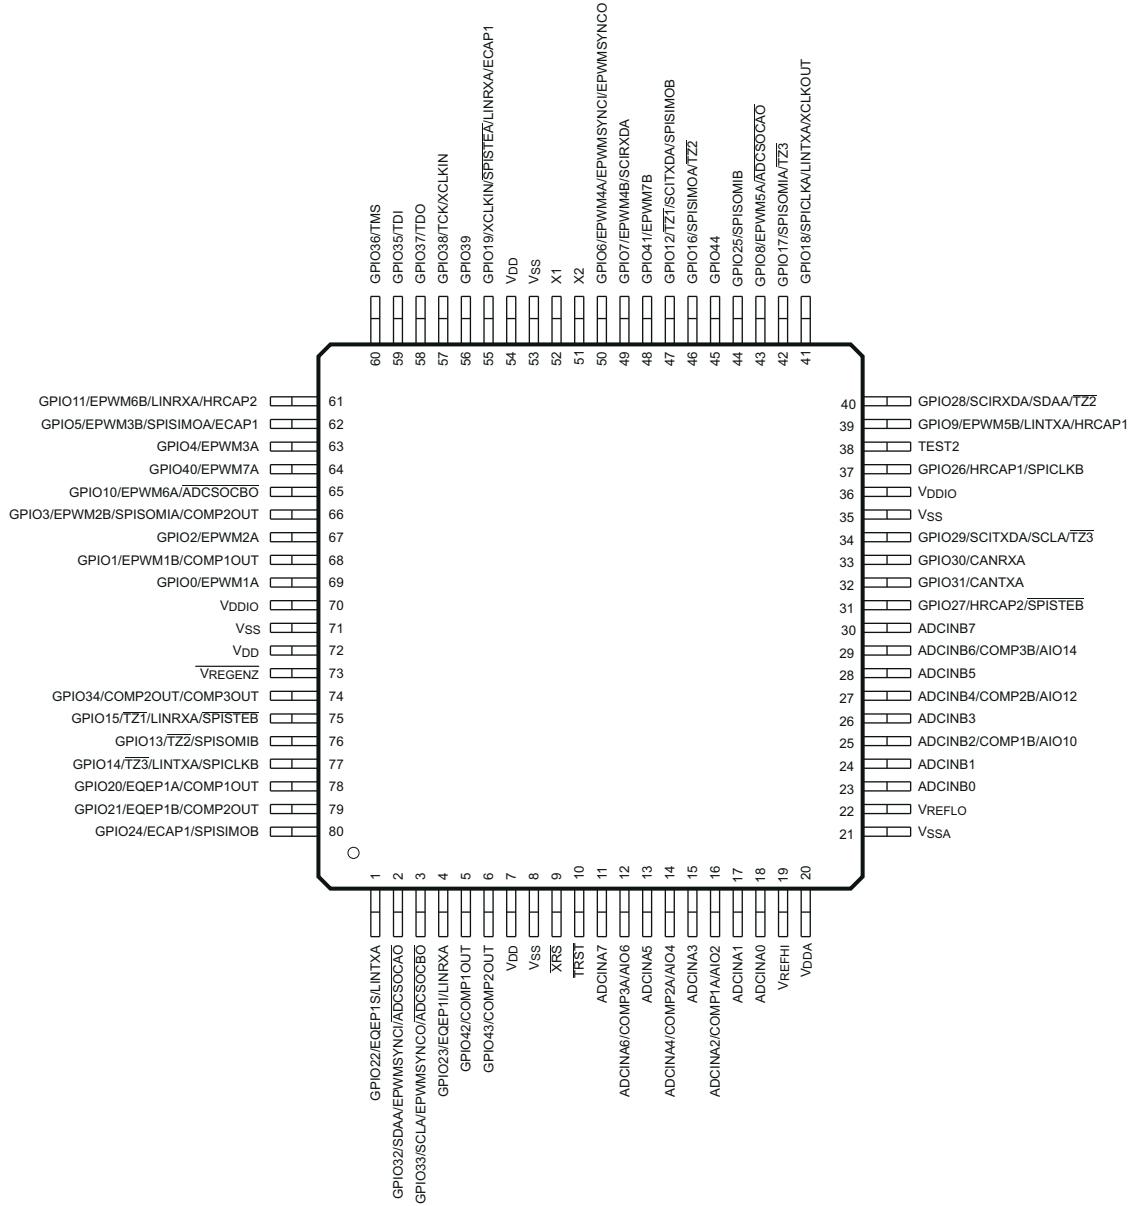 GPIO36/TMS
GPIO35/TDI
GPIO37/TDO
GPIO38/TCK/XCLKIN
GPIO39
GPIO19/XCLKIN/SPISTEA/LINRXA/ECAP1
VDD
VSS
X1
X2
GPIO6/EPWM4A/EPWMSYNCI/EPWMSYNCO
GPIO7/EPWM4B/SCIRXDA
GPIO41/EPWM7B
GPIO12/TZ1/SCITXDA/SPISIMOB
GPIO16/SPISIMOA/TZ2
GPIO44
GPIO25/SPISOMIB
GPIO8/EPWM5A/ADCSOCAO
GPIO17/SPISOMIA/TZ3
GPIO18/SPICLKA/LINTXA/XCLKOUT
60
59
58
57
56
55
54
53
52
51
50
49
48
47
46
45
44
43
42
41
GPIO11/EPWM6B/LINRXA/HRCAP2 61
GPIO5/EPWM3B/SPISIMOA/ECAP1 62
GPIO4/EPWM3A 63
GPIO40/EPWM7A 64
GPIO10/EPWM6A/ADCSOCBO 65
GPIO3/EPWM2B/SPISOMIA/COMP2OUT 66
GPIO2/EPWM2A 67
GPIO1/EPWM1B/COMP1OUT 68
GPIO0/EPWM1A 69
VDDIO 70
VSS 71
VDD 72
VREGENZ 73
GPIO34/COMP2OUT/COMP3OUT 74
GPIO15/TZ1/LINRXA/SPISTEB 75
GPIO13/TZ2/SPISOMIB 76
GPIO14/TZ3/LINTXA/SPICLKB 77
GPIO20/EQEP1A/COMP1OUT 78
GPIO21/EQEP1B/COMP2OUT 79
GPIO24/ECAP1/SPISIMOB 80
40 GPIO28/SCIRXDA/SDAA/TZ2
39 GPIO9/EPWM5B/LINTXA/HRCAP1
38 TEST2
37 GPIO26/HRCAP1/SPICLKB
36 VDDIO
35 VSS
34 GPIO29/SCITXDA/SCLA/TZ3
33 GPIO30/CANRXA
32 GPIO31/CANTXA
31 GPIO27/HRCAP2/SPISTEB
30 ADCINB7
29 ADCINB6/COMP3B/AIO14
28 ADCINB5
27 ADCINB4/COMP2B/AIO12
26 ADCINB3
25 ADCINB2/COMP1B/AIO10
24 ADCINB1
23 ADCINB0
22 VREFLO
21 VSSA
1
2
3
4
5
6
7
8
9
10
11
12
13
14
15
16
17
18
19
20
GPIO22/EQEP1S/LINTXA
GPIO32/SDAA/EPWMSYNCI/ADCSOCAO
GPIO33/SCLA/EPWMSYNCO/ADCSOCBO
GPIO23/EQEP1I/LINRXA
GPIO42/COMP1OUT
GPIO43/COMP2OUT
VDD
VSS
XRS
TRST
ADCINA7
ADCINA6/COMP3A/AIO6
ADCINA5
ADCINA4/COMP2A/AIO4
ADCINA3
ADCINA2/COMP1A/AIO2
ADCINA1
ADCINA0
VREFHI
VDDA